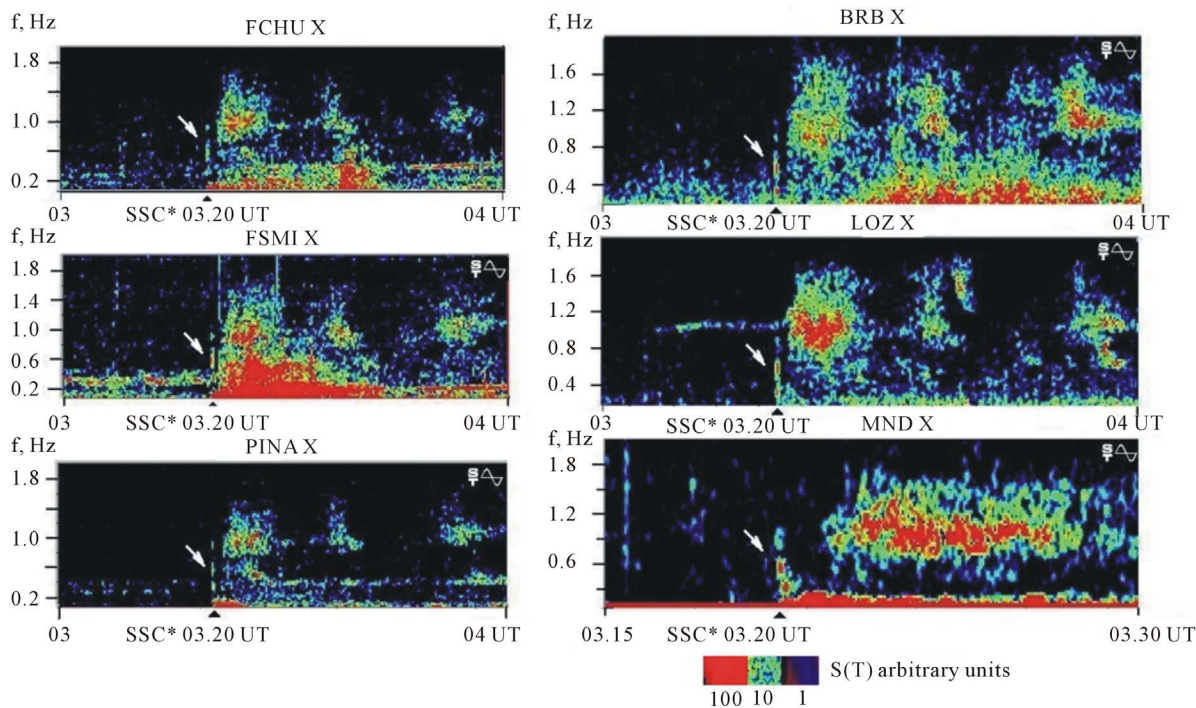 f, Hz
FCHU X
1.8
1.0
0.2
03
SSC* 03.20 UT
04 UT
f, Hz
FSMI X
S
T
1.8
1.4
1.0
0.6
0.2
03
SSC* 03.20 UT
04 UT
f, Hz
PINA X
S
T
1.8
1.0
0.2
03
SSC* 03.20 UT
04 UT
f, Hz
BRB X
S
T
1.6
1.2
0.8
0.4
03
SSC* 03.20 UT
04 UT
f, Hz
LOZ X
S
T
1.6
1.2
0.8
0.4
SSC* 03.20 UT
04 UT
f, Hz
MND X
S
T
1.8
1.2
0.6
03.15
SSC* 03.20 UT
03.30 UT
S(T) arbitrary units
100 10 1